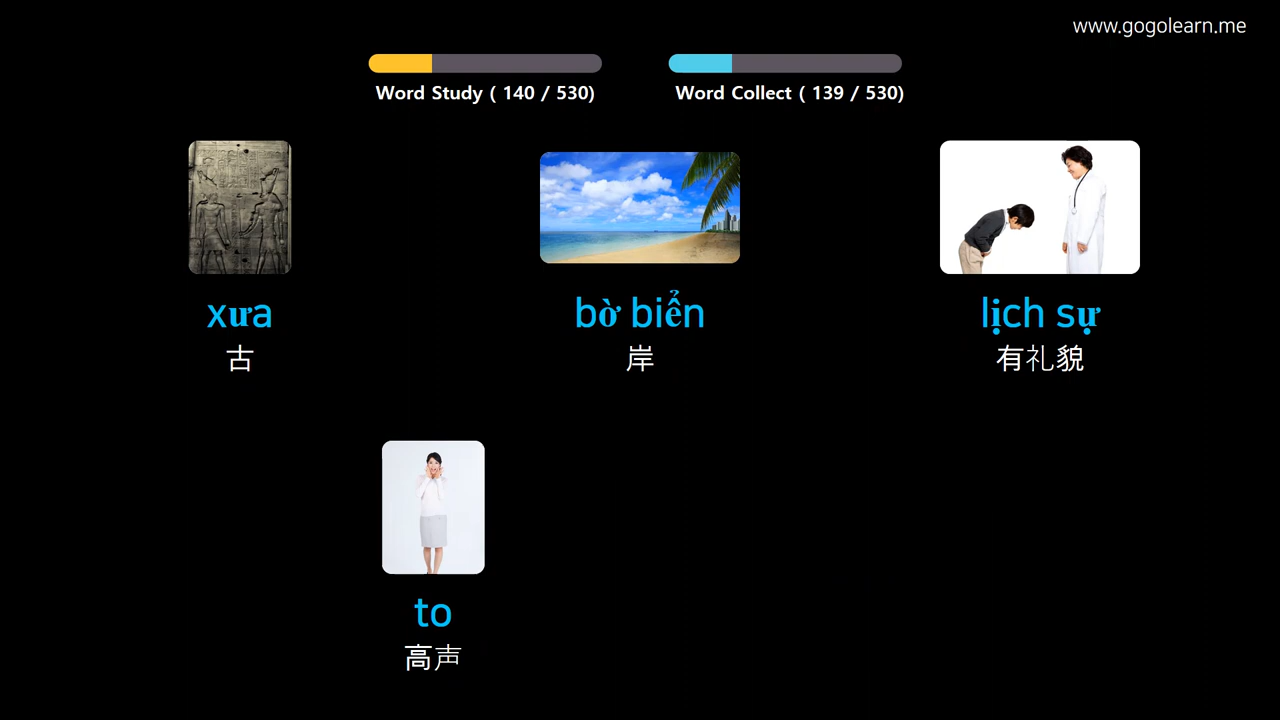 www.gogolearn.me
Word Study ( 140 / 530)
Word Collect ( 139 / 530)
xưa
古
bờ biển
岸
lịch sự
有礼貌
to
高声